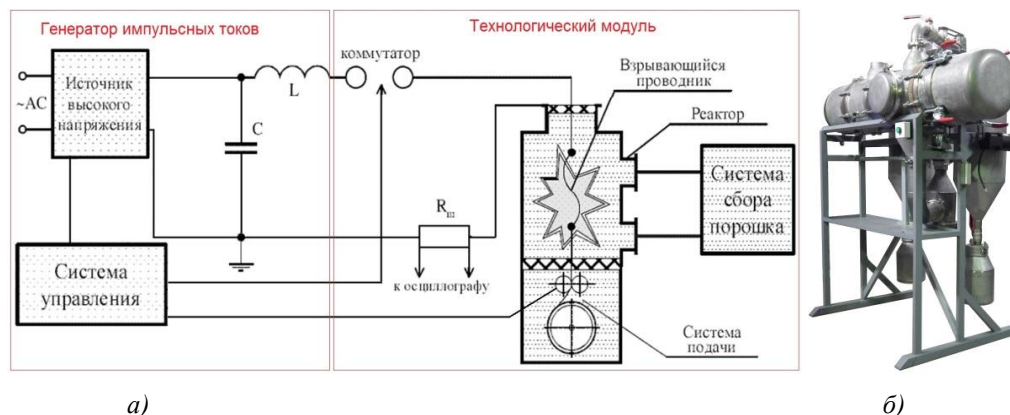 Генератор импульсных токов
Технологический модуль
~AC
Источник
высокого
напряжения
C
L
коммутатор
Взрывающийся
проводник
Реактор
Система
сбора
порошка
Rш
к осциллографу
Система
управления
Система
подачи
а)
б)